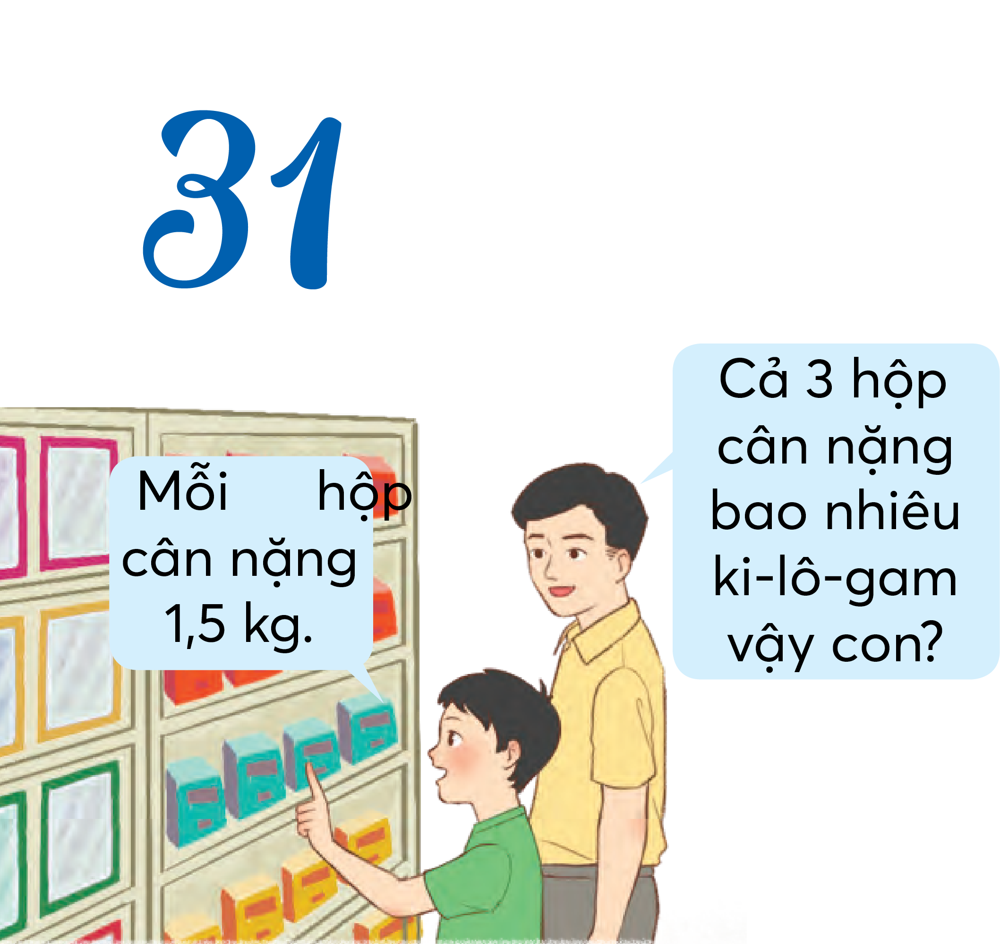 31
Cả 3 hộp
cân nặng
bao nhiêu
ki-lô-gam
vậy con?
Mỗi hộp
cân nặng
1,5 kg.